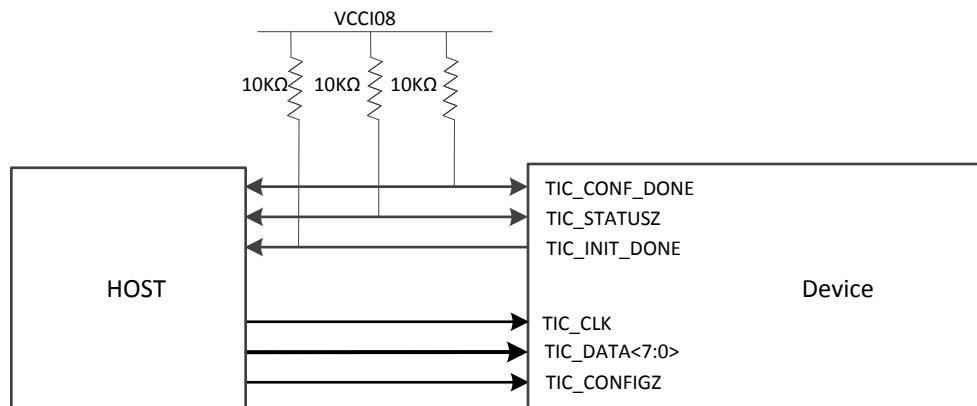 VCCI08
10KΩ 10KΩ 10KΩ
TIC_CONF_DONE
TIC_STATUSZ
TIC_INIT_DONE
HOST Device
TIC_CLK
TIC_DATA<7:0>
TIC_CONFIGZ